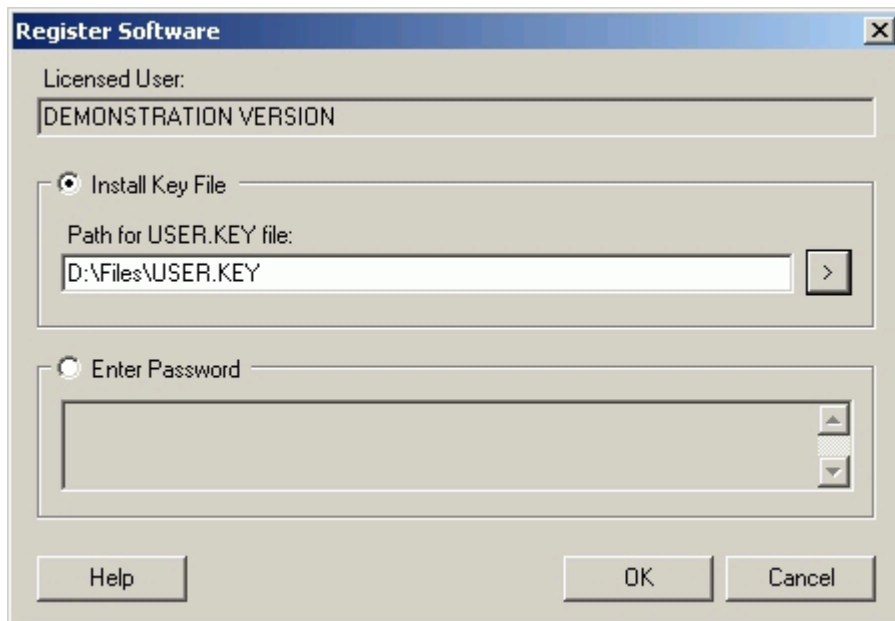 Register Software
Licensed User:
DEMONSTRATION VERSION
Install Key File
Path for USER.KEY file:
D:\Files\USER.KEY
>
Enter Password
Help
OK
Cancel